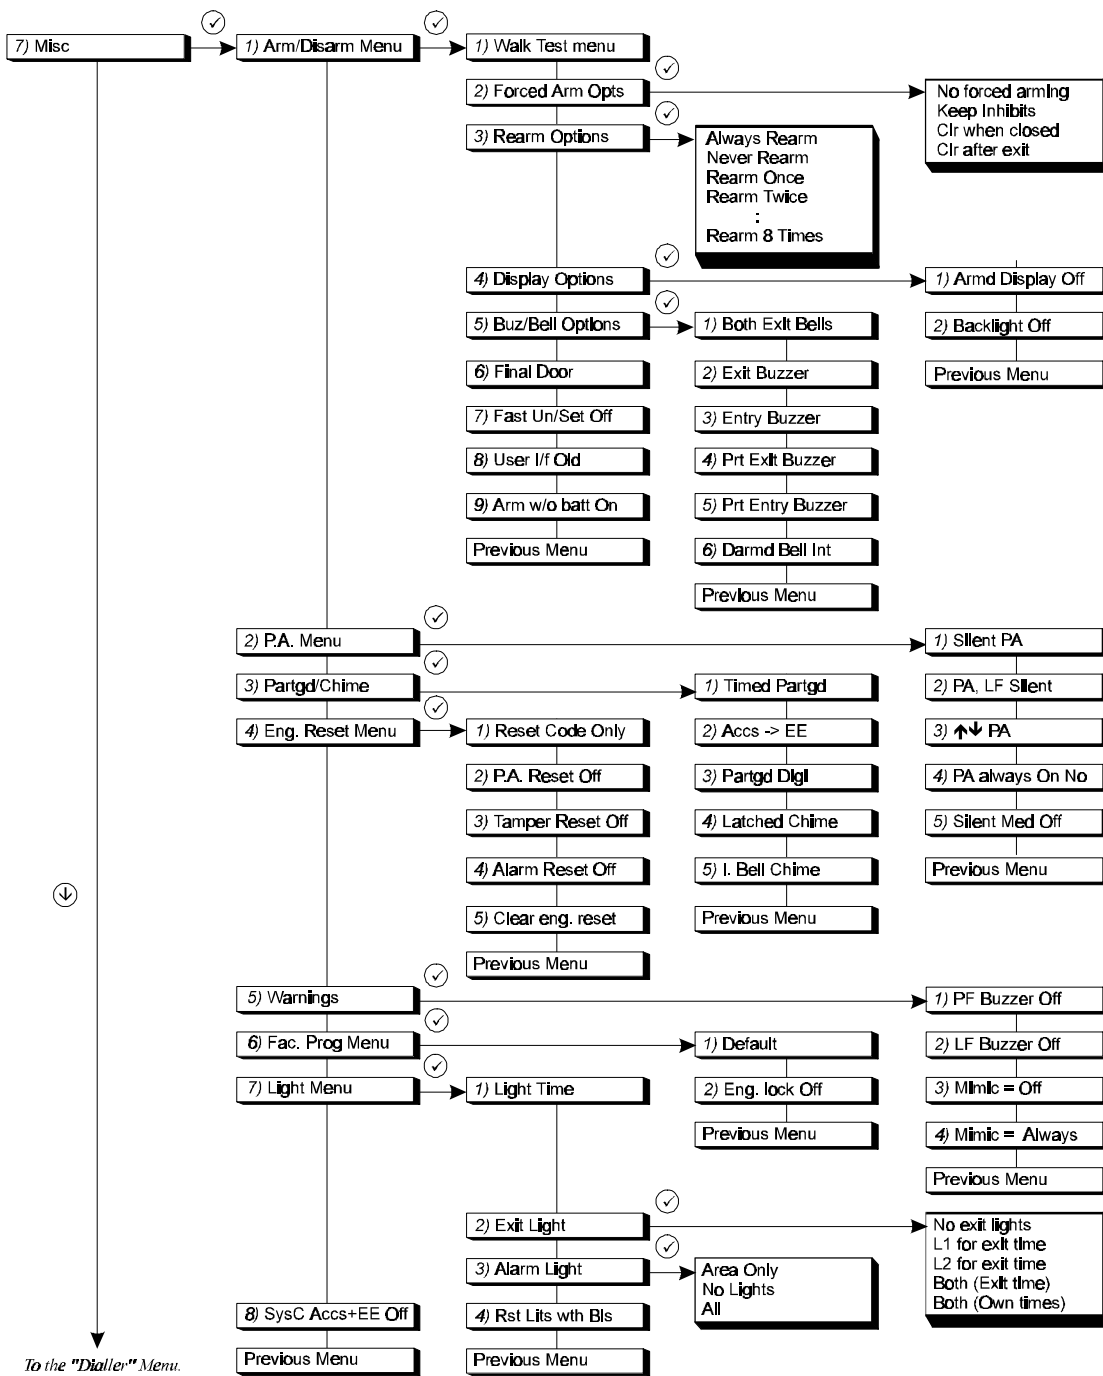 7) Misc
1) Arm/Disarm Menu
1) Walk Test menu
2) Forced Arm Opts
No forced arming
Keep Inhibits
Clr when closed
Clr after exit
3) Rearm Options
Always Rearm
Never Rearm
Rearm Once
Rearm Twice
:
Rearm 8 Times
4) Display Options
1) Armd Display Off
2) Backlight Off
Previous Menu
5) Buz/Bell Options
1) Both Exit Bells
2) Exit Buzzer
3) Entry Buzzer
4) Prt Exit Buzzer
5) Prt Entry Buzzer
6) Darmd Bell Int
Previous Menu
6) Final Door
7) Fast Un/Set Off
8) User I/f Old
9) Arm w/o batt On
Previous Menu
2) P.A. Menu
1) Silent PA
2) PA, LF Silent
3) ↑↓ PA
4) PA always On No
5) Silent Med Off
Previous Menu
3) Partgd/Chime
1) Timed Partgd
2) Accs -> EE
3) Partgd Digi
4) Latched Chime
5) I. Bell Chime
Previous Menu
4) Eng. Reset Menu
1) Reset Code Only
2) P.A. Reset Off
3) Tamper Reset Off
4) Alarm Reset Off
5) Clear eng. reset
Previous Menu
5) Warnings
1) PF Buzzer Off
2) LF Buzzer Off
3) Mimic = Off
4) Mimic = Always
Previous Menu
6) Fac. Prog Menu
1) Default
2) Eng. lock Off
Previous Menu
7) Light Menu
1) Light Time
2) Exit Light
No exit lights
L1 for exit time
L2 for exit time
Both (Exit time)
Both (Own times)
3) Alarm Light
Area Only
No Lights
All
4) Rst Lits wth Bls
Previous Menu
8) SysC Accs+EE Off
Previous Menu
To the "Dialler" Menu.